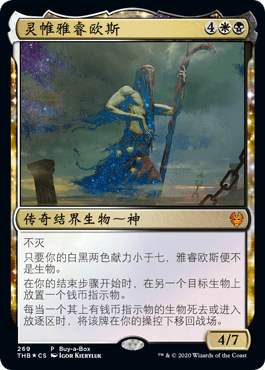 灵帷雅睿欧斯 4
传奇结界生物～神
不灭
只要你的白黑两色献力小于七，雅睿欧斯便不
是生物。
在你的结束步骤开始时，在另一个目标生物上
放置一个钱币指示物。
每当一个其上有钱币指示物的生物死去或进入
放逐区时，将该牌在你的操控下移回战场。
269 P Buy-a-Box
THB ★ CS IGOR KIERYLUK
™ & © 2020 Wizards of the Coast
4/7